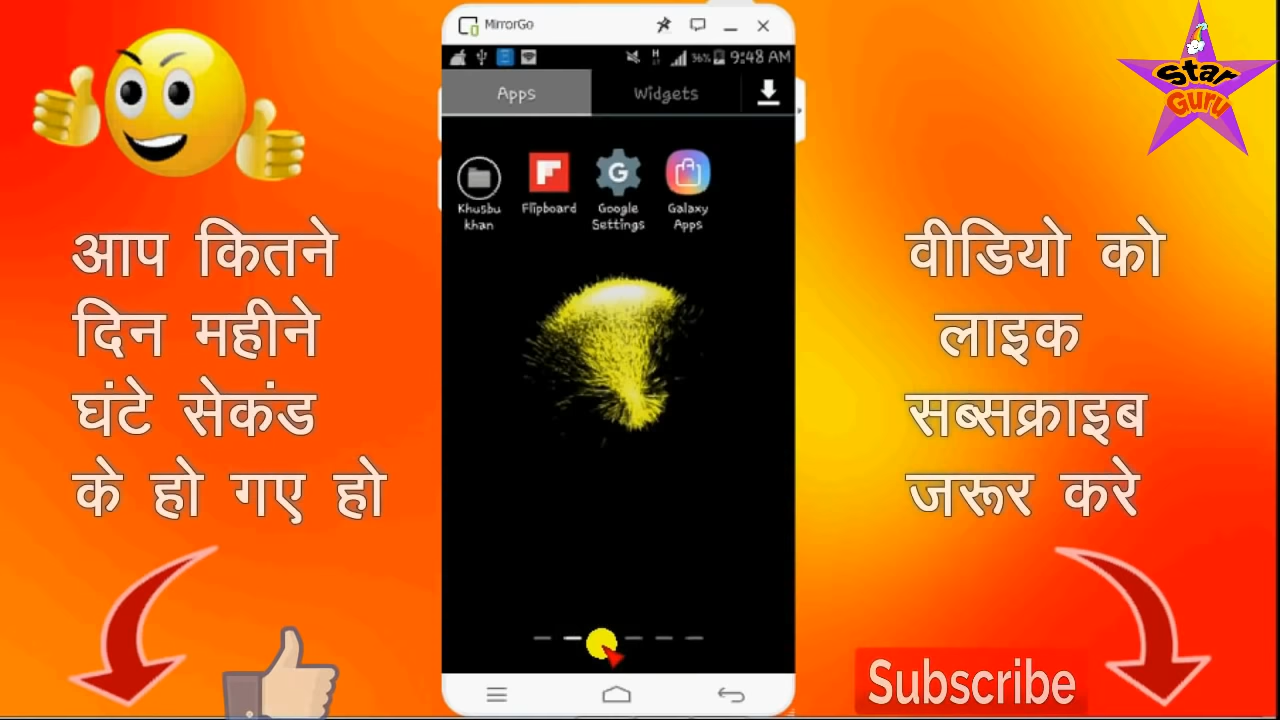 MirrorGo
36% 9:48 AM
Apps Widgets
Star
Guru
Khusbu
khan
Flipboard
Google
Settings
Galaxy
Apps
आप कितने
दिन महीने
घंटे सेकंड
के हो गए हो
वीडियो को
लाइक
सब्सक्राइब
जरूर करे
Subscribe